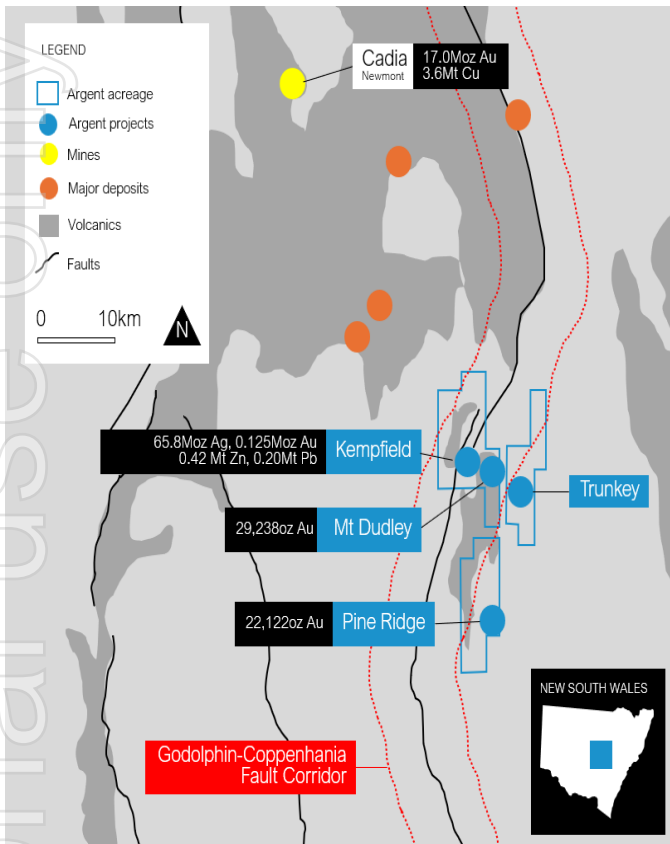 LEGEND
Argent acreage
Argent projects
Mines
Major deposits
Volcanics
Faults
0 10km
N
Cadia
Newmont
17.0Moz Au
3.6Mt Cu
65.8Moz Ag, 0.125Moz Au
0.42 Mt Zn, 0.20Mt Pb
Kempfield
Trunkey
29,238oz Au
Mt Dudley
22,122oz Au
Pine Ridge
Godolphin-Coppenhania
Fault Corridor
NEW SOUTH WALES